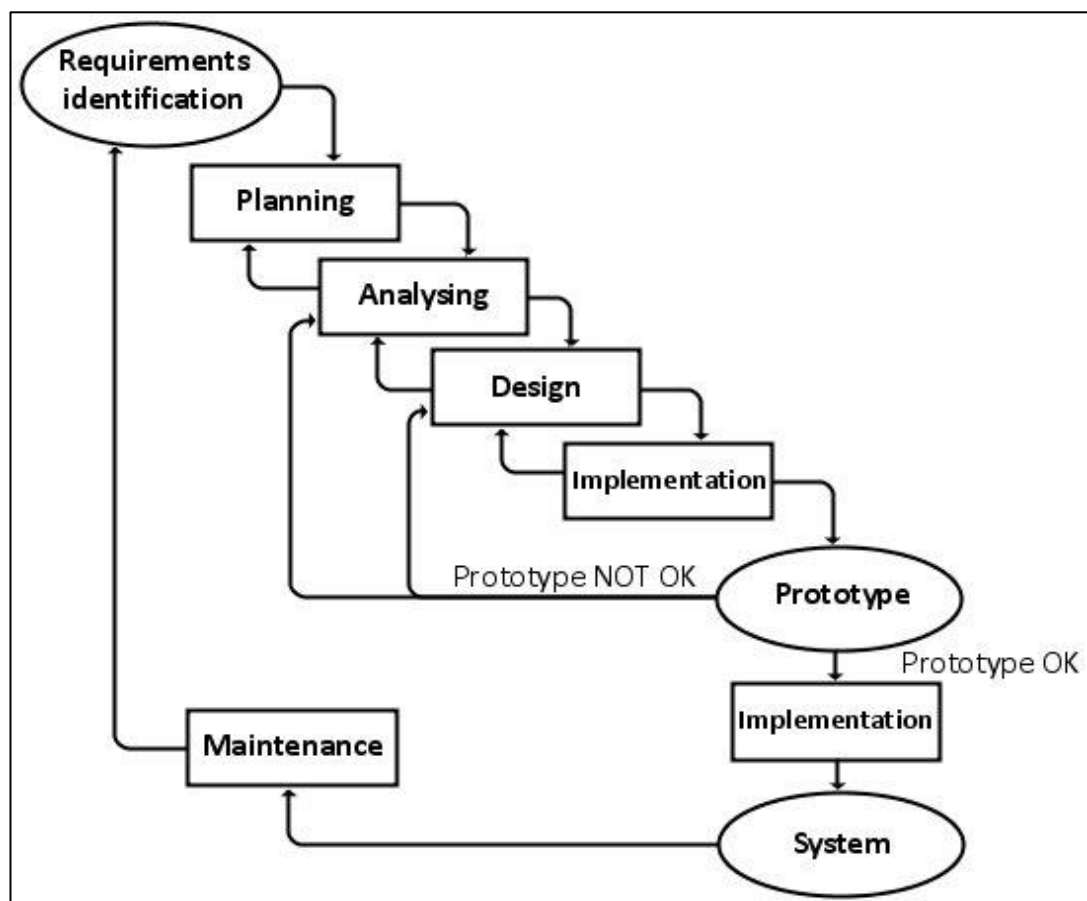 Requirements
identification
Planning
Analysing
Design
Implementation
Prototype NOT OK
Prototype
Prototype OK
Implementation
Maintenance
System